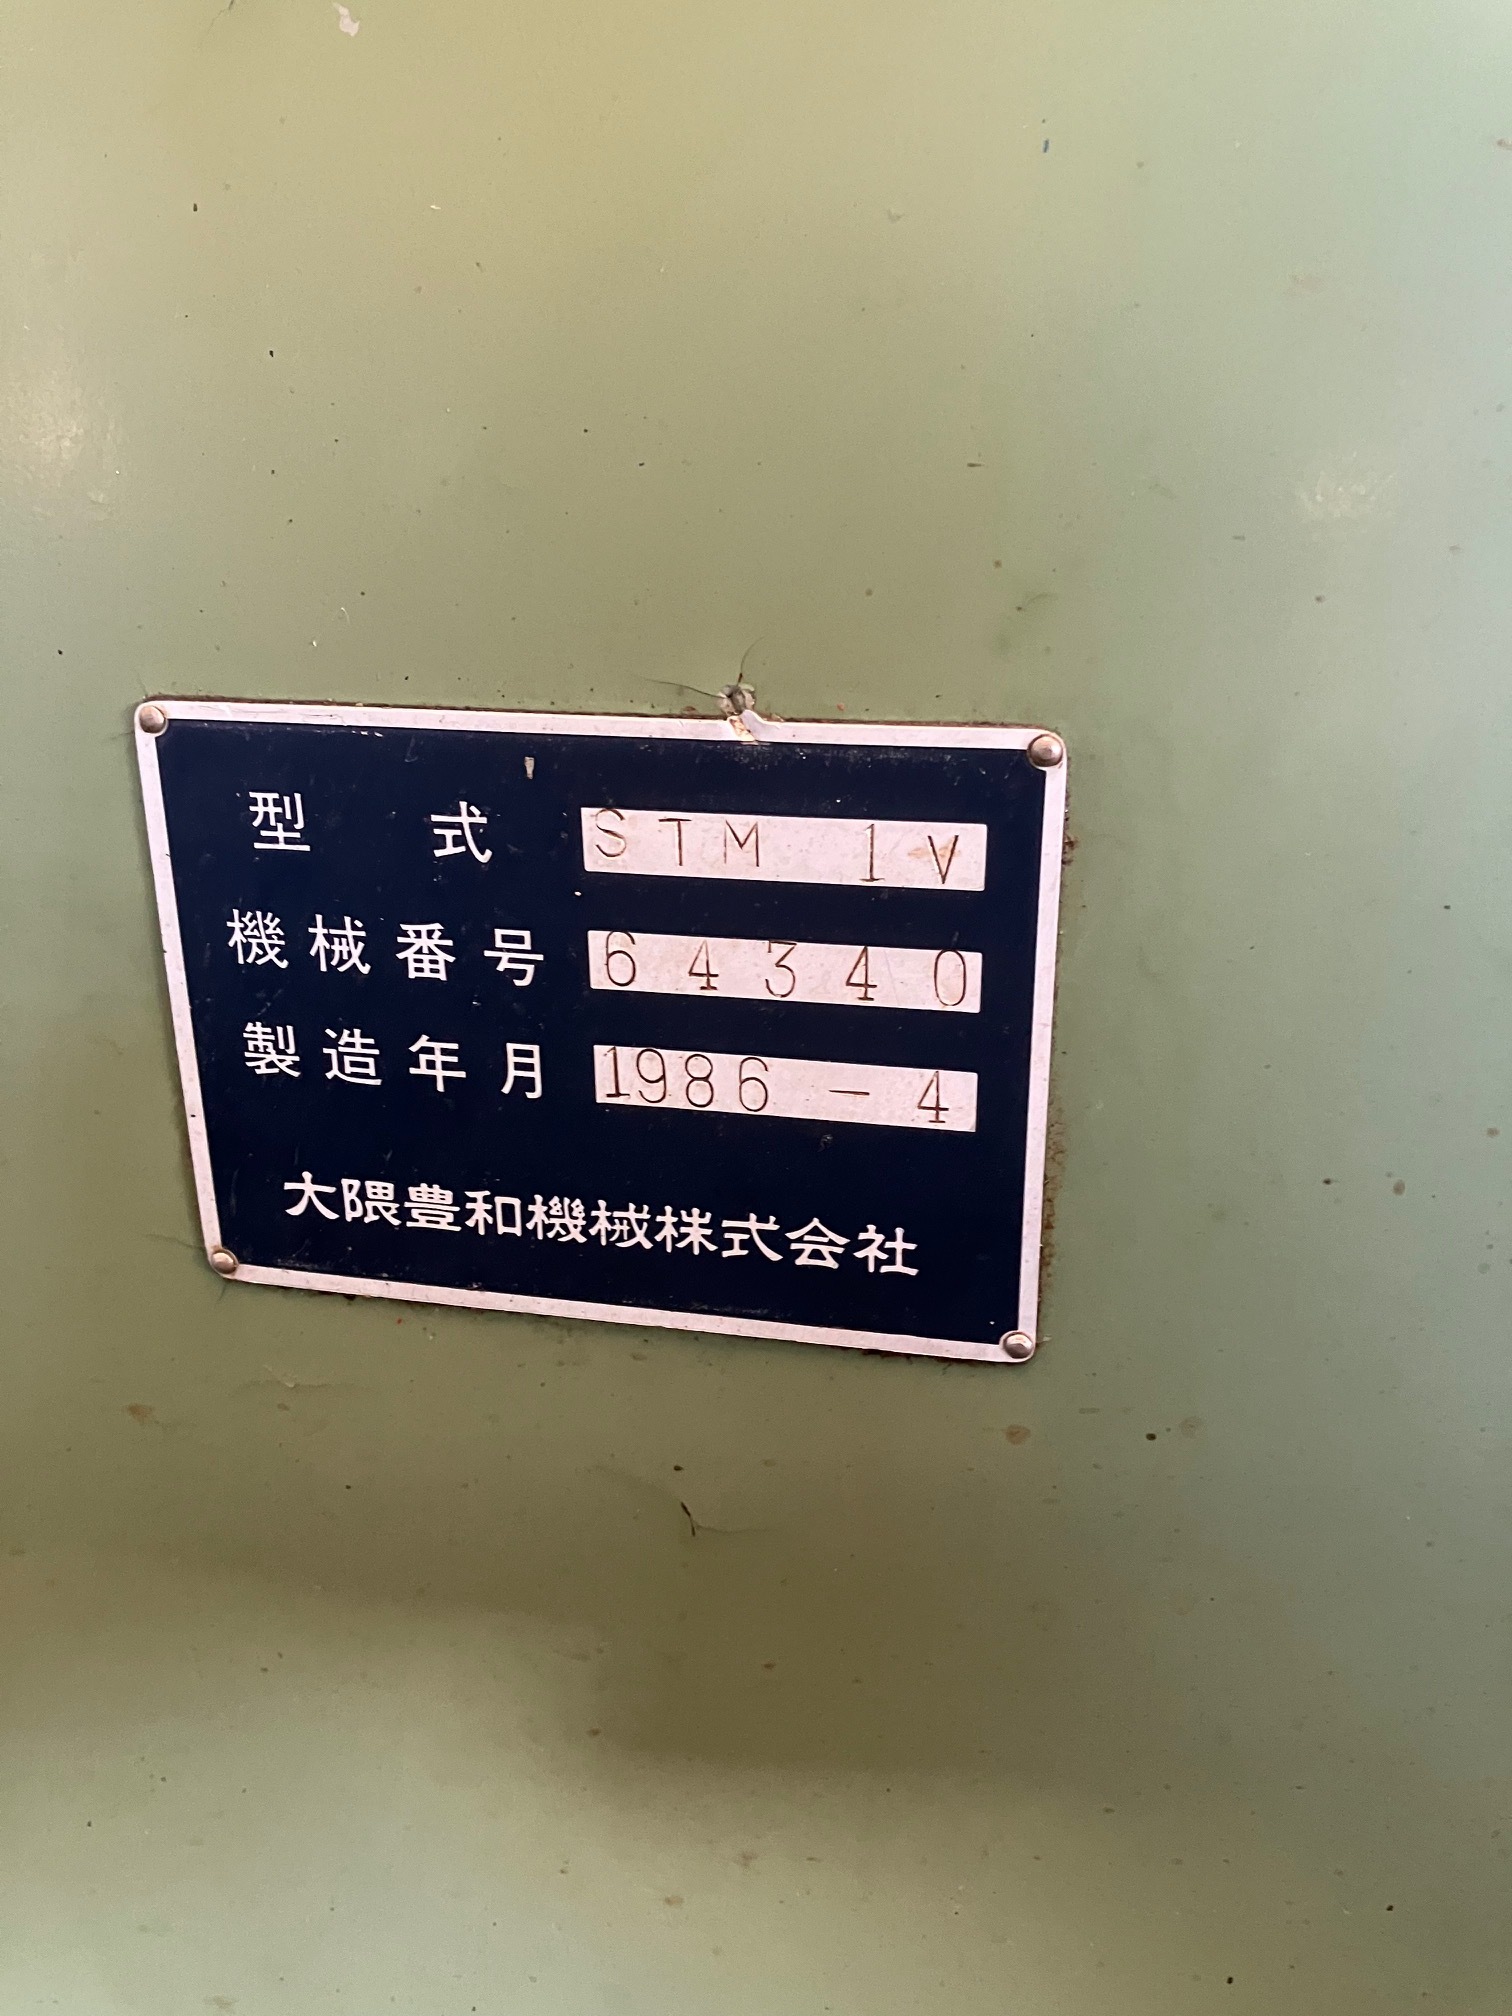 型式 STM 1V
機械番号 64340
製造年月 1986-4
大隈豊和機械株式会社